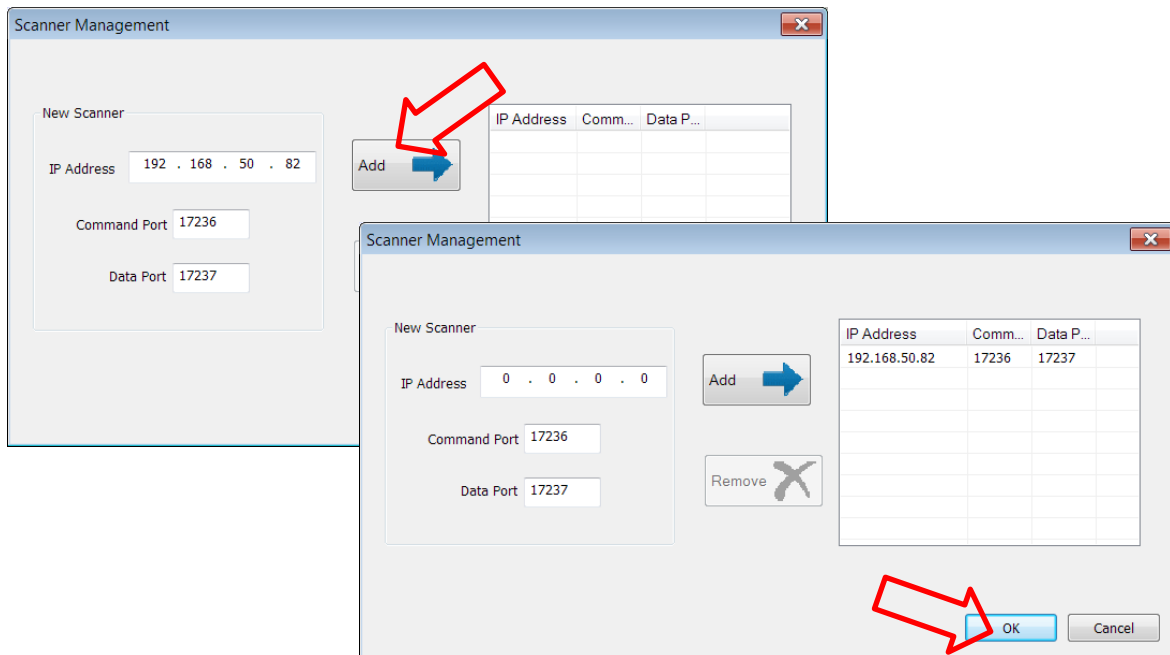 Scanner Management
New Scanner
IP Address 192 . 168 . 50 . 82
Command Port 17236
Data Port 17237
Add
IP Address Comm... Data P...
Scanner Management
New Scanner
IP Address 0 . 0 . 0 . 0
Command Port 17236
Data Port 17237
Add
Remove
IP Address Comm... Data P...
192.168.50.82 17236 17237
OK Cancel